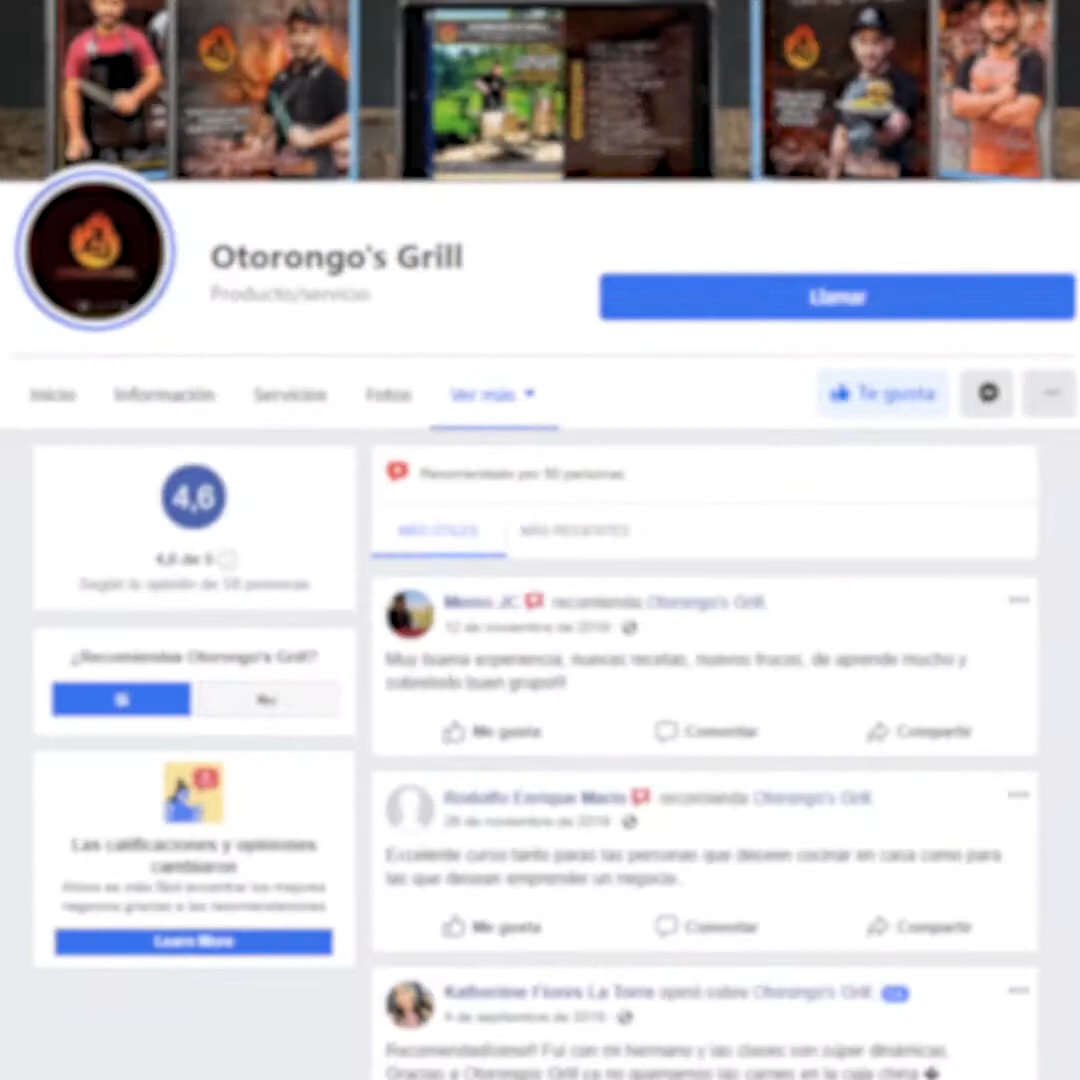 Otorongo's Grill
Producto/servicio
Llamar
Inicio
Información
Servicios
Fotos
Ver más
Te gusta
4,6
4,6 de 5
Según la opinión de 58 personas
¿Recomiendas Otorongo's Grill?
Sí
No
Las calificaciones y opiniones
cambiaron
Ahora es más fácil encontrar los mejores
negocios gracias a las recomendaciones
Learn More
Recomendado por 50 personas
MÁS ÚTILES
MÁS RECIENTES
Memo JC recomienda Otorongo's Grill.
12 de noviembre de 2019
Muy buena experiencia, nuevas recetas, nuevos trucos, de aprende mucho y
sobretodo buen grupo!!!
Me gusta
Comentar
Compartir
Rodolfo Enrique Marin recomienda Otorongo's Grill.
de noviembre de 2019
Excelente curso tanto paras las personas que deseen cocinar en casa como para
las que desean emprender un negocio.
Me gusta
Comentar
Compartir
Katherine Flores La Torre opinó sobre Otorongo's Grill
de septiembre de 2019
Recomendadísimo!! Fui con mi hermano y las clases son súper dinámicas.
Gracias a Otorongos Grill ya no quemamos las carnes en la caja china